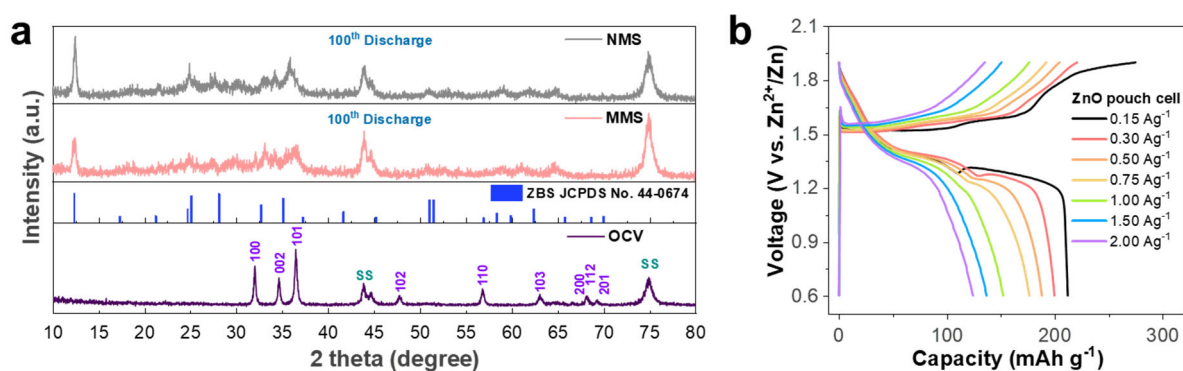 a
Intensity (a.u.)
100th Discharge
NMS
100th Discharge
MMS
ZBS JCPDS No. 44-0674
OCV
100
002
101
SS
102
110
103
200
112
201
SS
10 15 20 25 30 35 40 45 50 55 60 65 70 75 80
2 theta (degree)
b
Voltage (V vs. Zn2+/Zn)
1.8
1.5
1.2
0.9
0.6
ZnO pouch cell
0.15 Ag-1
0.30 Ag-1
0.50 Ag-1
0.75 Ag-1
1.00 Ag-1
1.50 Ag-1
2.00 Ag-1
0 100 200 300
Capacity (mAh g-1)